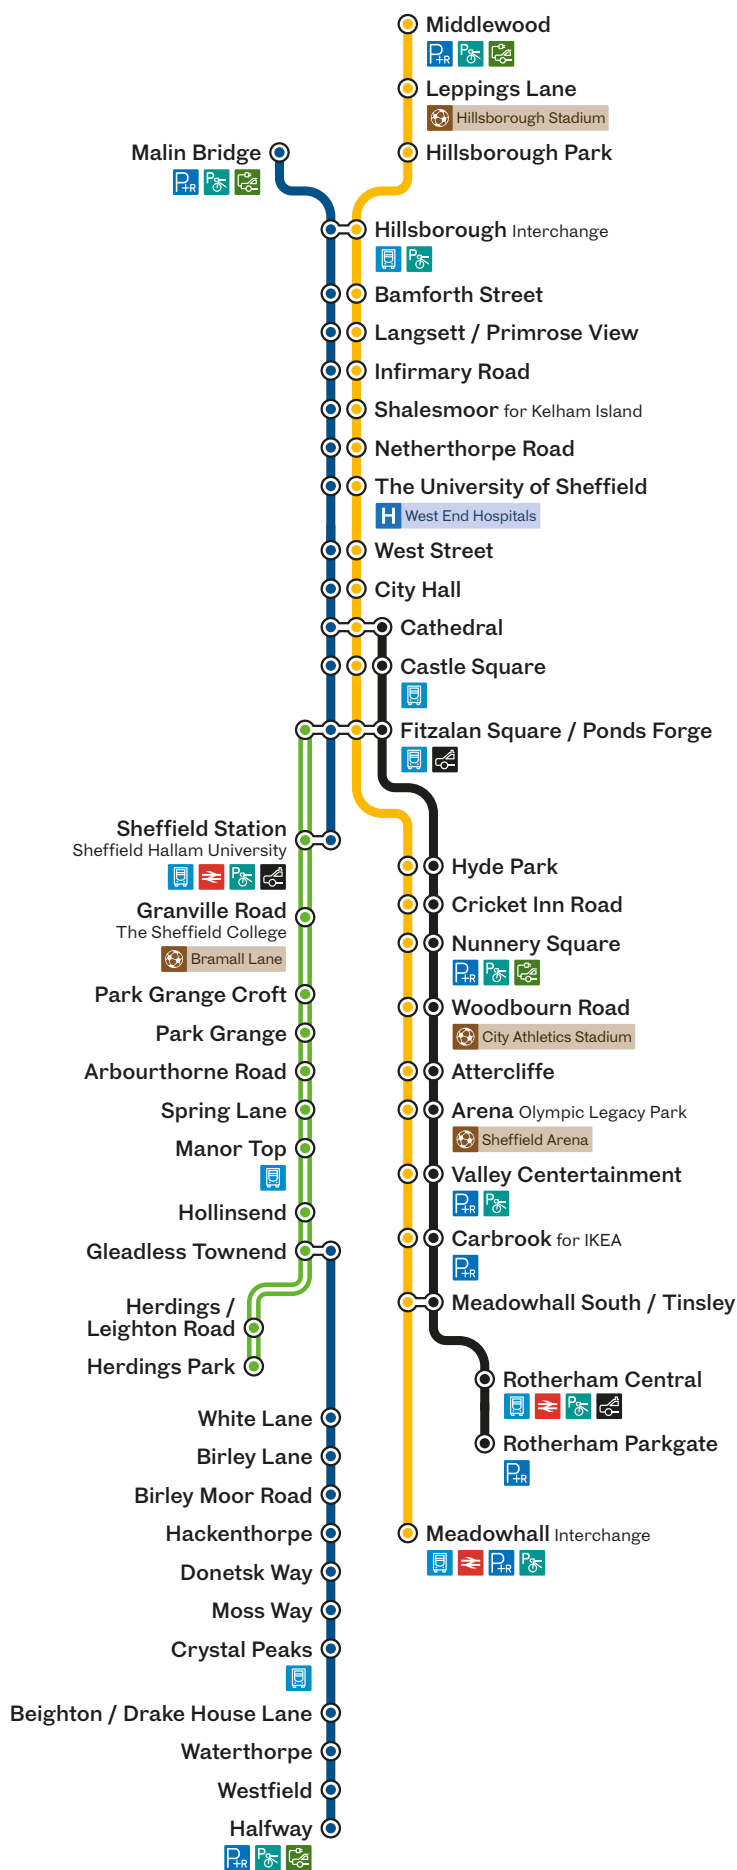 Middlewood
P+R P
Leppings Lane
Hillsborough Stadium
Malin Bridge
P+R P
Hillsborough Park
Hillsborough Interchange
P
Bamforth Street
Langsett / Primrose View
Infirmary Road
Shalesmoor for Kelham Island
Netherthorpe Road
The University of Sheffield
H West End Hospitals
West Street
City Hall
Cathedral
Castle Square
Fitzalan Square / Ponds Forge
Sheffield Station
Sheffield Hallam University
P
Hyde Park
Granville Road
The Sheffield College
Bramall Lane
Cricket Inn Road
Nunnery Square
P+R P
Park Grange Croft
Woodbourn Road
City Athletics Stadium
Park Grange
Arbourthorne Road
Attercliffe
Spring Lane
Arena Olympic Legacy Park
Sheffield Arena
Manor Top
Valley Centertainment
P+R P
Hollinsend
Gleadless Townend
Carbrook for IKEA
P+R
Herdings /
Leighton Road
Meadowhall South / Tinsley
Herdings Park
Rotherham Central
P
White Lane
Rotherham Parkgate
P+R
Birley Lane
Birley Moor Road
Hackenthorpe
Meadowhall Interchange
P+R P
Donetsk Way
Moss Way
Crystal Peaks
Beighton / Drake House Lane
Waterthorpe
Westfield
Halfway
P+R P